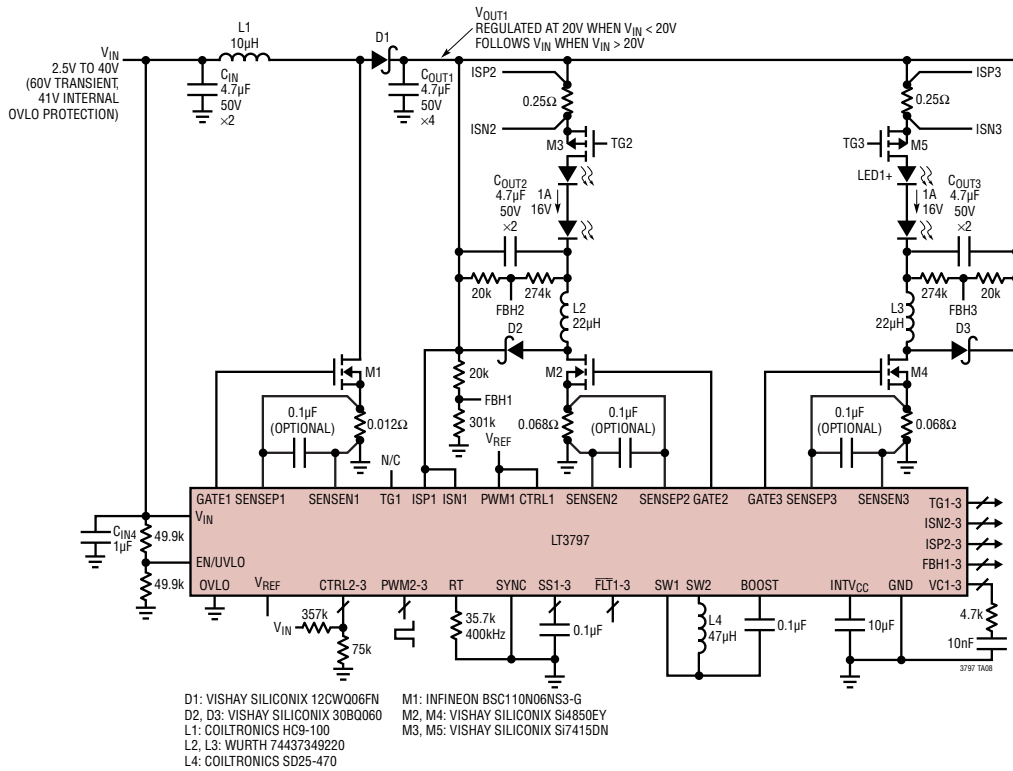 VOUT1
REGULATED AT 20V WHEN VIN < 20V
FOLLOWS VIN WHEN VIN > 20V
L1
10µH
D1
VIN
2.5V TO 40V
(60V TRANSIENT,
41V INTERNAL
OVLO PROTECTION)
CIN
4.7µF
50V
×2
COUT1
4.7µF
50V
×4
ISP2
0.25Ω
ISN2
M3
TG2
ISP3
0.25Ω
ISN3
TG3
M5
LED1+
COUT2
4.7µF
50V
×2
1A
16V
1A
16V
COUT3
4.7µF
50V
×2
20k
274k
FBH2
L2
22µH
D2
274k
20k
FBH3
L3
22µH
D3
M1
20k
FBH1
301k
M2
M4
0.1µF
(OPTIONAL)
0.012Ω
VREF
0.068Ω
0.1µF
(OPTIONAL)
0.1µF
(OPTIONAL)
0.068Ω
N/C
GATE1 SENSEP1 SENSEN1 TG1 ISP1 ISN1 PWM1 CTRL1 SENSEN2 SENSEP2 GATE2 GATE3 SENSEP3 SENSEN3
VIN
LT3797
TG1-3
ISN2-3
ISP2-3
FBH1-3
VC1-3
CIN4
1µF
49.9k
49.9k
EN/UVLO
OVLO VREF CTRL2-3 PWM2-3 RT SYNC SS1-3 FLT1-3 SW1 SW2 BOOST INTVCC GND
VIN
357k
75k
35.7k
400kHz
0.1µF
L4
47µH
0.1µF
10µF
4.7k
10nF
3797 TA08
D1: VISHAY SILICONIX 12CWQ06FN
D2, D3: VISHAY SILICONIX 30BQ060
L1: COILTRONICS HC9-100
L2, L3: WURTH 74437349220
L4: COILTRONICS SD25-470
M1: INFINEON BSC110N06NS3-G
M2, M4: VISHAY SILICONIX Si4850EY
M3, M5: VISHAY SILICONIX Si7415DN